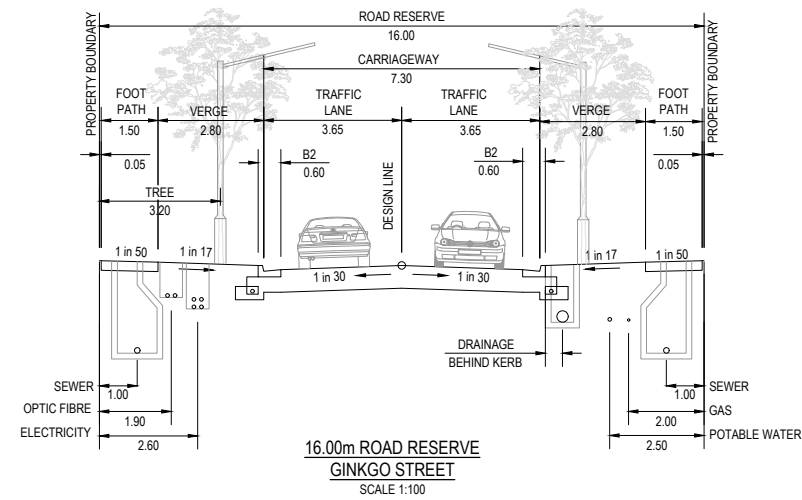 ROAD RESERVE
16.00
CARRIAGEWAY
7.30
PROPERTY BOUNDARY
FOOT
PATH
1.50
VERGE
2.80
TRAFFIC
LANE
3.65
TRAFFIC
LANE
3.65
VERGE
2.80
FOOT
PATH
1.50
PROPERTY BOUNDARY
0.05
B2
0.60
DESIGN LINE
B2
0.60
0.05
TREE
3.20
1 in 50
1 in 17
1 in 30
1 in 30
1 in 17
1 in 50
DRAINAGE
BEHIND KERB
SEWER
1.00
OPTIC FIBRE
1.90
ELECTRICITY
2.60
SEWER
1.00
GAS
2.00
POTABLE WATER
2.50
16.00m ROAD RESERVE
GINKGO STREET
SCALE 1:100